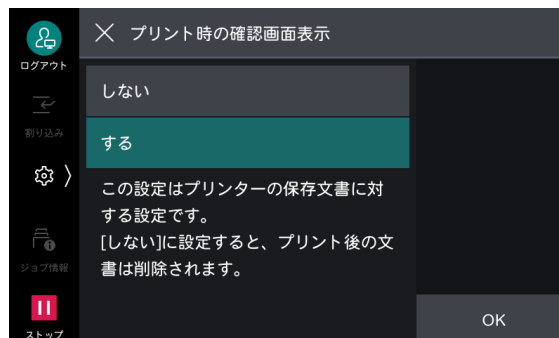 ログアウト
割り込み
ジョブ情報
ストップ
プリント時の確認画面表示
しない
する
この設定はプリンターの保存文書に対
する設定です。
[しない]に設定すると、プリント後の文
書は削除されます。
OK